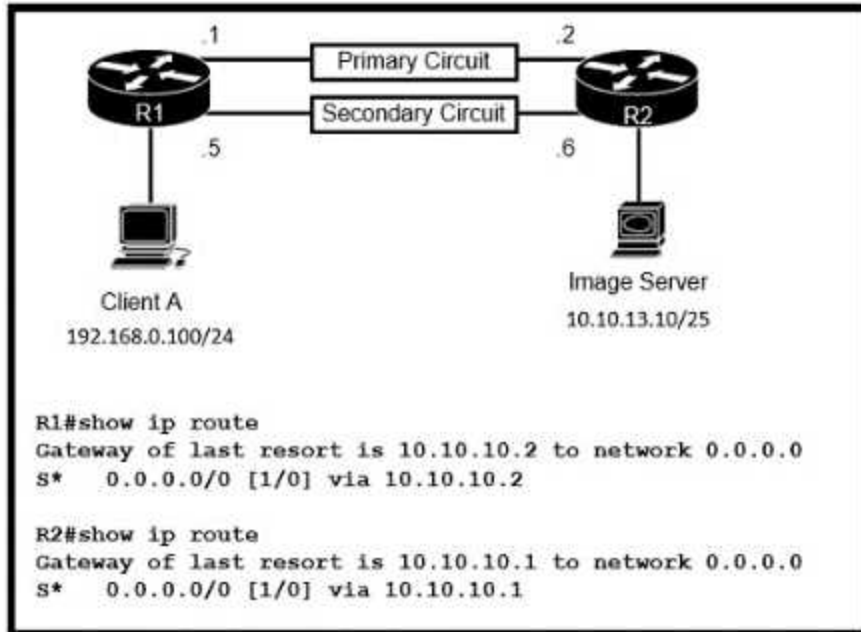 .1
.2
Primary Circuit
R1
Secondary Circuit
R2
.5
.6
Client A
192.168.0.100/24
Image Server
10.10.13.10/25
R1#show ip route
Gateway of last resort is 10.10.10.2 to network 0.0.0.0
S* 0.0.0.0/0 [1/0] via 10.10.10.2
R2#show ip route
Gateway of last resort is 10.10.10.1 to network 0.0.0.0
S* 0.0.0.0/0 [1/0] via 10.10.10.1